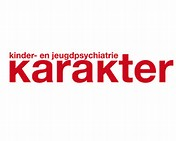 kinder- en jeugdpsychiatrie
karakter